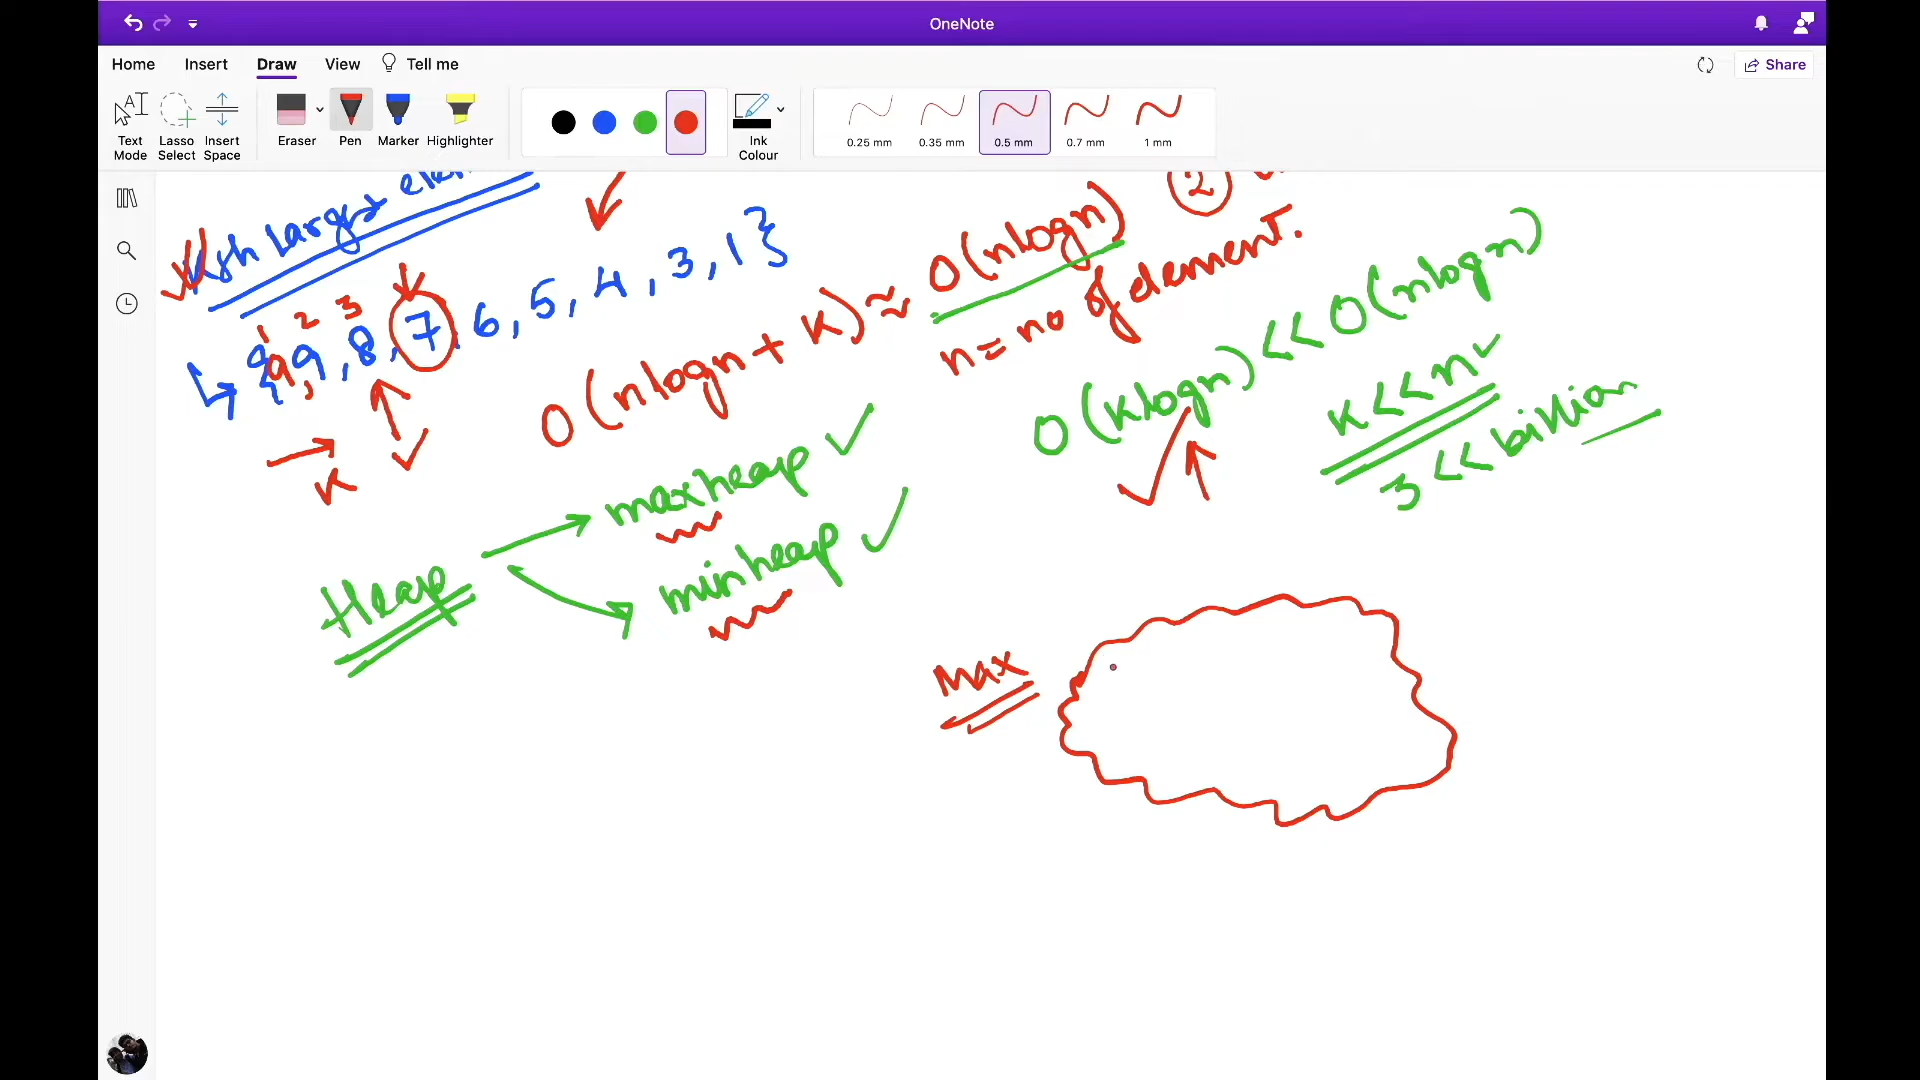 OneNote
Home Insert Draw View Tell me
Share
Text Mode
Lasso Select
Insert Space
Eraser
Pen
Marker
Highlighter
Ink Colour
0.25 mm
0.35 mm
0.5 mm
0.7 mm
1 mm
Largest
1 2 3
{9, 9, 8, 7, 6, 5, 4, 3, 1}
K
O(nlogn + K) ≈ O(nlogn)
2
n = no of element.
O(Klogn) << O(nlogn)
K << n
3 << billion
Heap
maxheap
minheap
Max